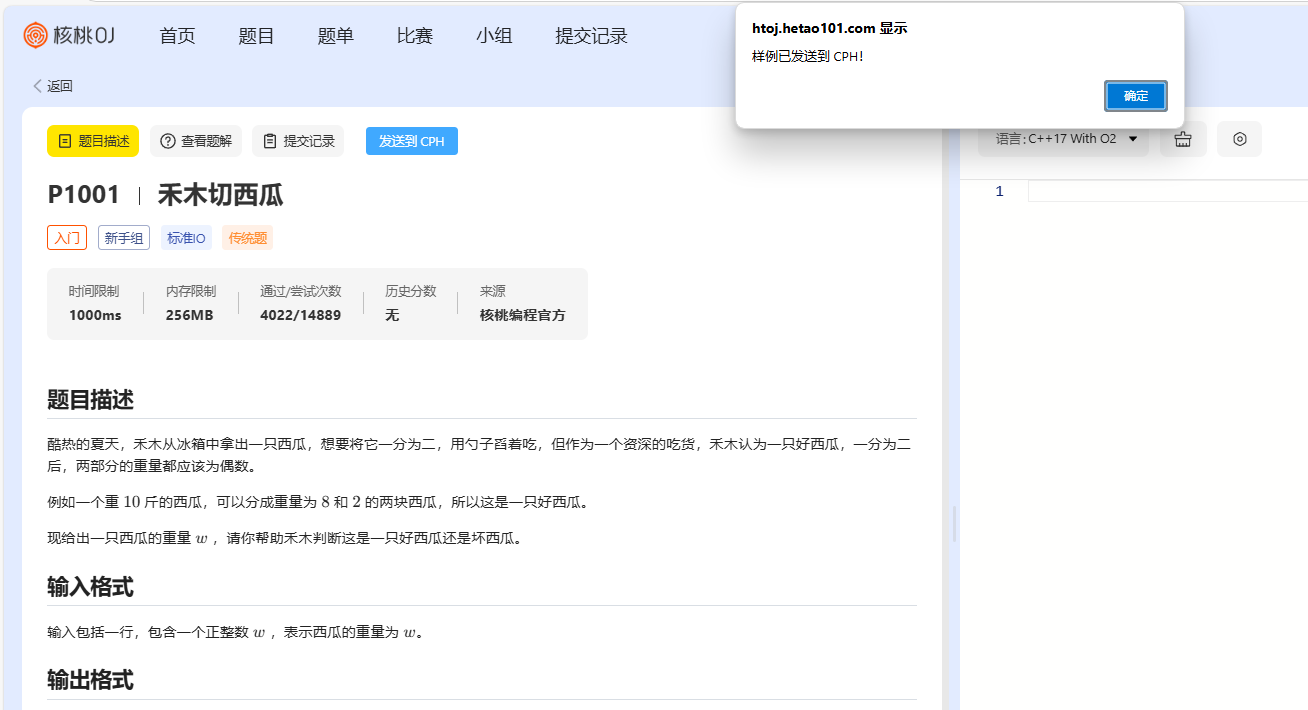 核桃OJ 首页 题目 题单 比赛 小组 提交记录
htoj.hetao101.com 显示
样例已发送到 CPH！
确定
返回
题目描述 查看题解 提交记录 发送到 CPH
语言：C++17 With O2
1
P1001 | 禾木切西瓜
入门 新手组 标准IO 传统题
时间限制 内存限制 通过/尝试次数 历史分数 来源
1000ms 256MB 4022/14889 无 核桃编程官方
题目描述
酷热的夏天，禾木从冰箱中拿出一只西瓜，想要将它一分为二，用勺子舀着吃，但作为一个资深的吃货，禾木认为一只好西瓜，一分为二
后，两部分的重量都应该为偶数。
例如一个重 10 斤的西瓜，可以分成重量为 8 和 2 的两块西瓜，所以这是一只好西瓜。
现给出一只西瓜的重量 w ，请你帮助禾木判断这是一只好西瓜还是坏西瓜。
输入格式
输入包括一行，包含一个正整数 w ，表示西瓜的重量为 w。
输出格式